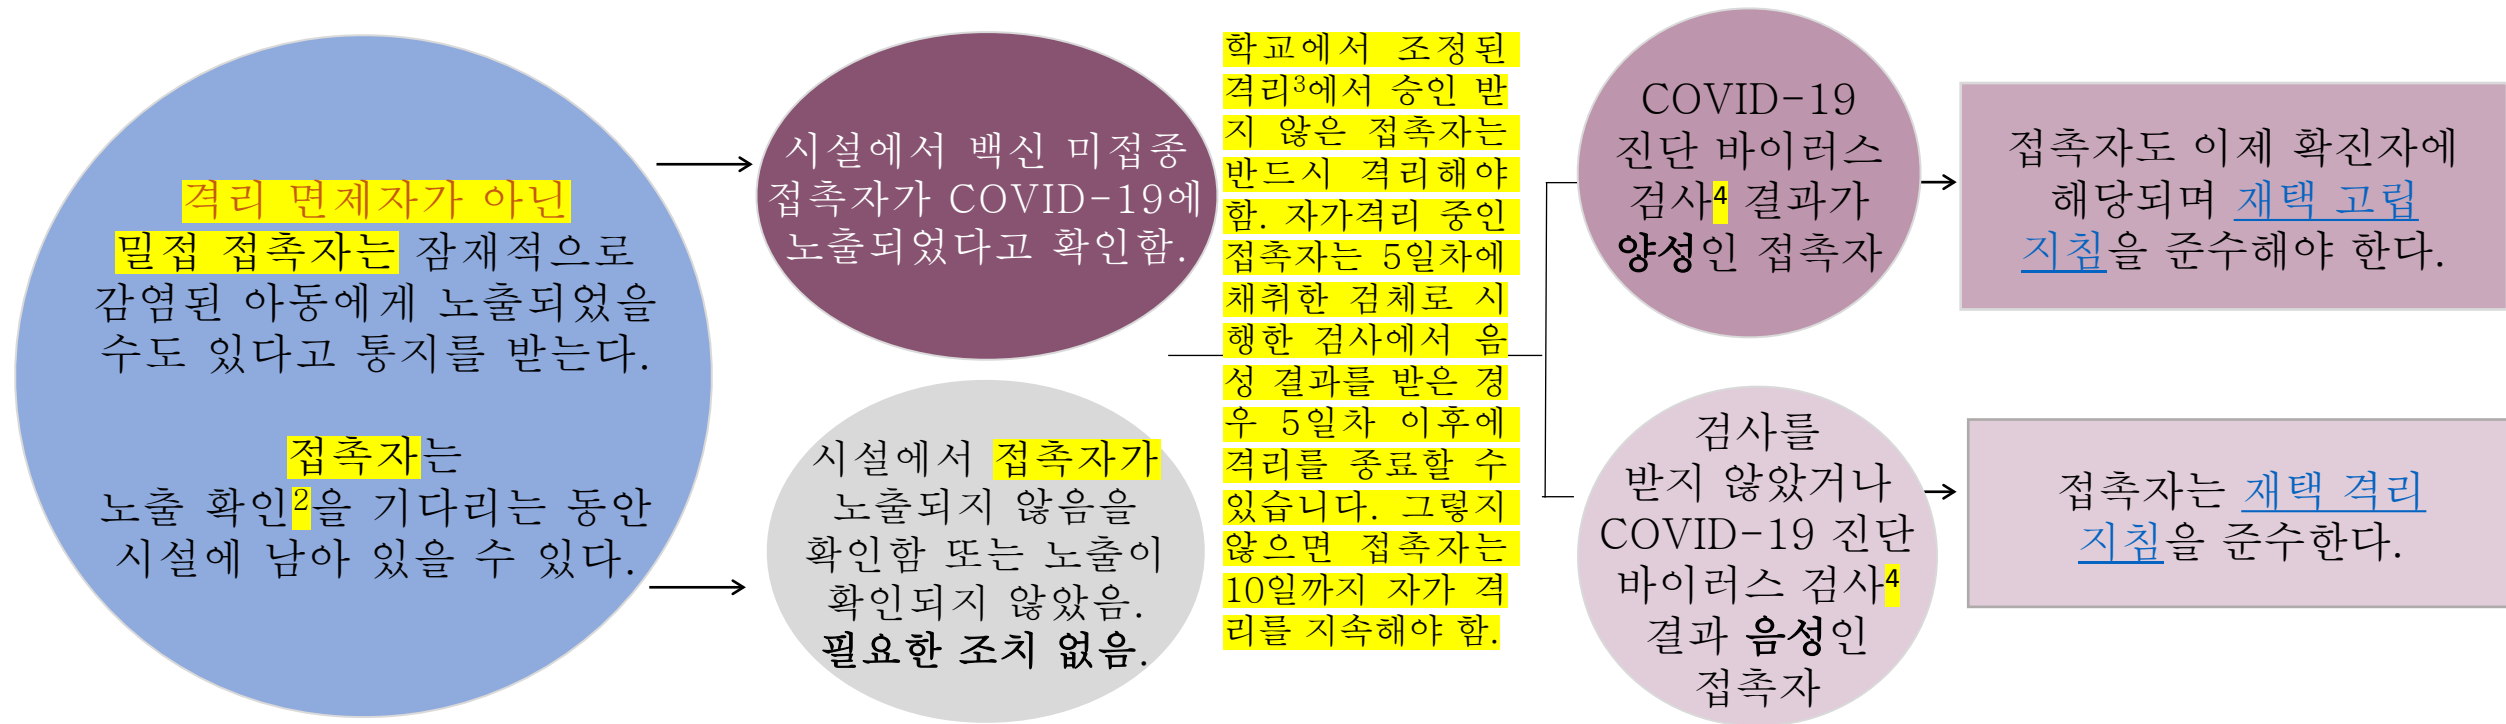 격리 면제자가 아닌
밀접 접촉자는 잠재적으로
감염된 아동에게 노출되었을
수도 있다고 통지를 받는다.
접촉자는
노출 확인2을 기다리는 동안
시설에 남아 있을 수 있다.
시설에서 백신 미접종
접촉자가 COVID-19에
노출되었다고 확인함.
시설에서 접촉자가
노출되지 않음을
확인함 또는 노출이
확인되지 않았음.
필요한 조치 없음.
학교에서 조정된
격리3에서 승인 받
지 않은 접촉자는
반드시 격리해야
함. 자가격리 중인
접촉자는 5일차에
채취한 검체로 시
행한 검사에서 음
성 결과를 받은 경
우 5일차 이후에
격리를 종료할 수
있습니다. 그렇지
않으면 접촉자는
10일까지 자가 격
리를 지속해야 함.
COVID-19
진단 바이러스
검사4 결과가
양성인 접촉자
접촉자도 이제 확진자에
해당되며 재택 고립
지침을 준수해야 한다.
검사를
받지 않았거나
COVID-19 진단
바이러스 검사4
결과 음성인
접촉자
접촉자는 재택 격리
지침을 준수한다.